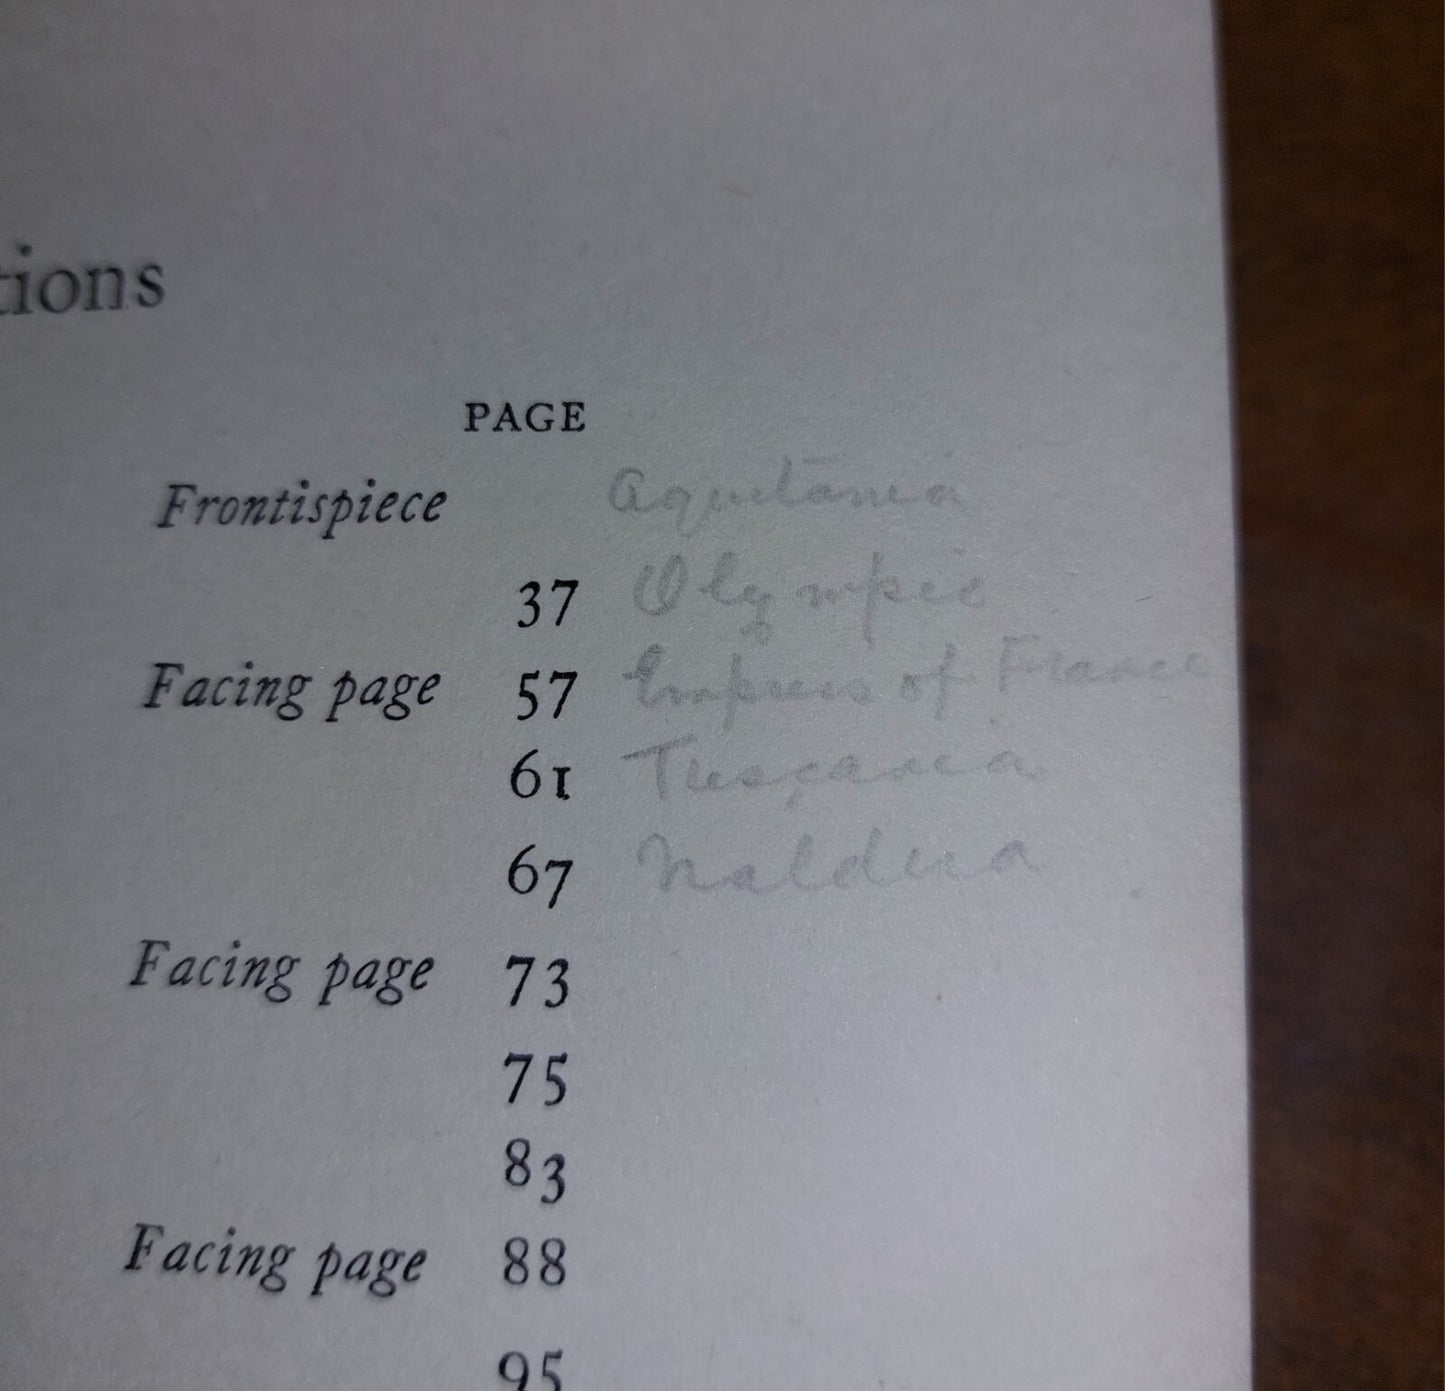 tions
PAGE
Frontispiece Aquitania
37 Olympic
Facing page 57 Empress of France
61 Tuscania
67 Naldera
Facing page 73
75
83
Facing page 88
95